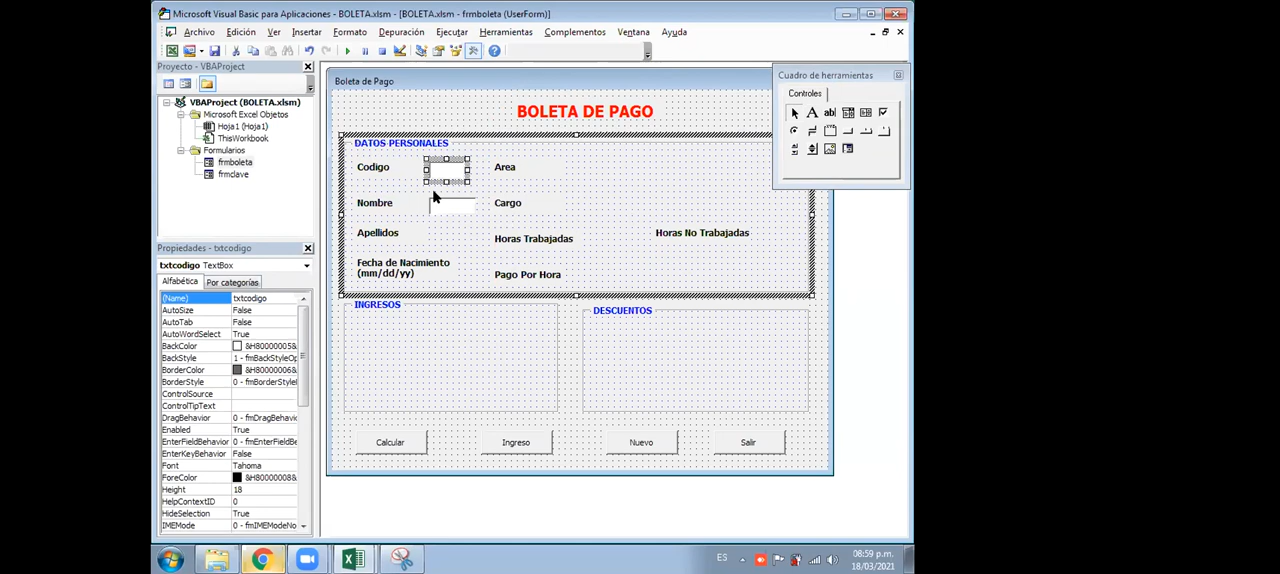 Microsoft Visual Basic para Aplicaciones - BOLETA.xlsm - [BOLETA.xlsm - frmboleta (UserForm)]
Archivo Edición Ver Insertar Formato Depuración Ejecutar Herramientas Complementos Ventana Ayuda
Proyecto - VBAProject
VBAProject (BOLETA.xlsm)
Microsoft Excel Objetos
Hoja1 (Hoja1)
ThisWorkbook
Formularios
frmboleta
frmclave
Propiedades - txtcodigo
txtcodigo TextBox
Alfabética Por categorías
(Name) txtcodigo
AutoSize False
AutoTab False
AutoWordSelect True
BackColor &H80000005&
BackStyle 1 - fmBackStyleOp
BorderColor &H80000006&
BorderStyle 0 - fmBorderStyle
ControlSource
ControlTipText
DragBehavior 0 - fmDragBehav
Enabled True
EnterFieldBehavior 0 - fmEnterFieldBe
EnterKeyBehavior False
Font Tahoma
ForeColor &H80000008&
Height 18
HelpContextID 0
HideSelection True
IMEMode 0 - fmIMEModeNo
Boleta de Pago
BOLETA DE PAGO
DATOS PERSONALES
Codigo Area
Nombre Cargo
Apellidos Horas Trabajadas Horas No Trabajadas
Fecha de Nacimiento
(mm/dd/yy) Pago Por Hora
INGRESOS DESCUENTOS
Calcular Ingreso Nuevo Salir
Cuadro de herramientas
Controles
A ab|
ES 08:59 p.m.
18/03/2021